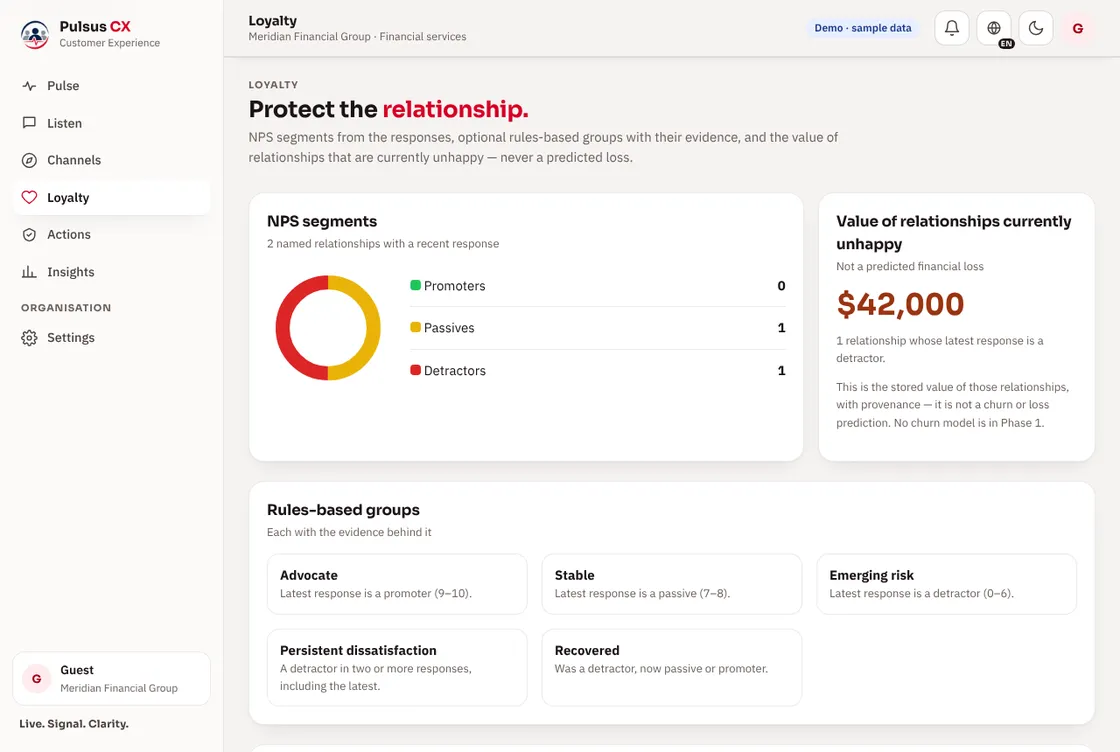 Pulsus CX
Customer Experience
Pulse
Listen
Channels
Loyalty
Actions
Insights
ORGANISATION
Settings
G
Guest
Meridian Financial Group
Live. Signal. Clarity.
Loyalty
Meridian Financial Group · Financial services
Demo · sample data
EN
G
LOYALTY
Protect the relationship.
NPS segments from the responses, optional rules-based groups with their evidence, and the value of
relationships that are currently unhappy — never a predicted loss.
NPS segments
2 named relationships with a recent response
Promoters 0
Passives 1
Detractors 1
Value of relationships currently
unhappy
Not a predicted financial loss
$42,000
1 relationship whose latest response is a
detractor.
This is the stored value of those relationships,
with provenance — it is not a churn or loss
prediction. No churn model is in Phase 1.
Rules-based groups
Each with the evidence behind it
Advocate
Latest response is a promoter (9–10).
Stable
Latest response is a passive (7–8).
Emerging risk
Latest response is a detractor (0–6).
Persistent dissatisfaction
A detractor in two or more responses,
including the latest.
Recovered
Was a detractor, now passive or promoter.